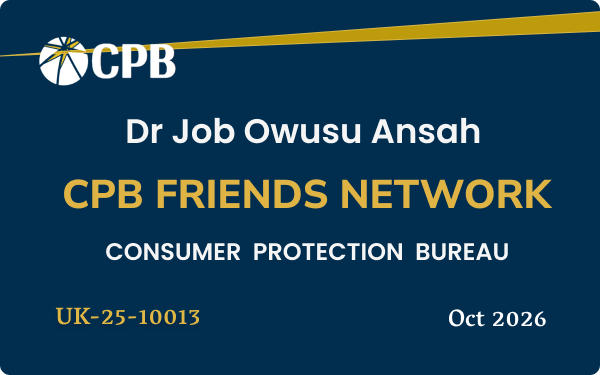 CPB
Dr Job Owusu Ansah
CPB FRIENDS NETWORK
CONSUMER PROTECTION BUREAU
UK-25-10013
Oct 2026